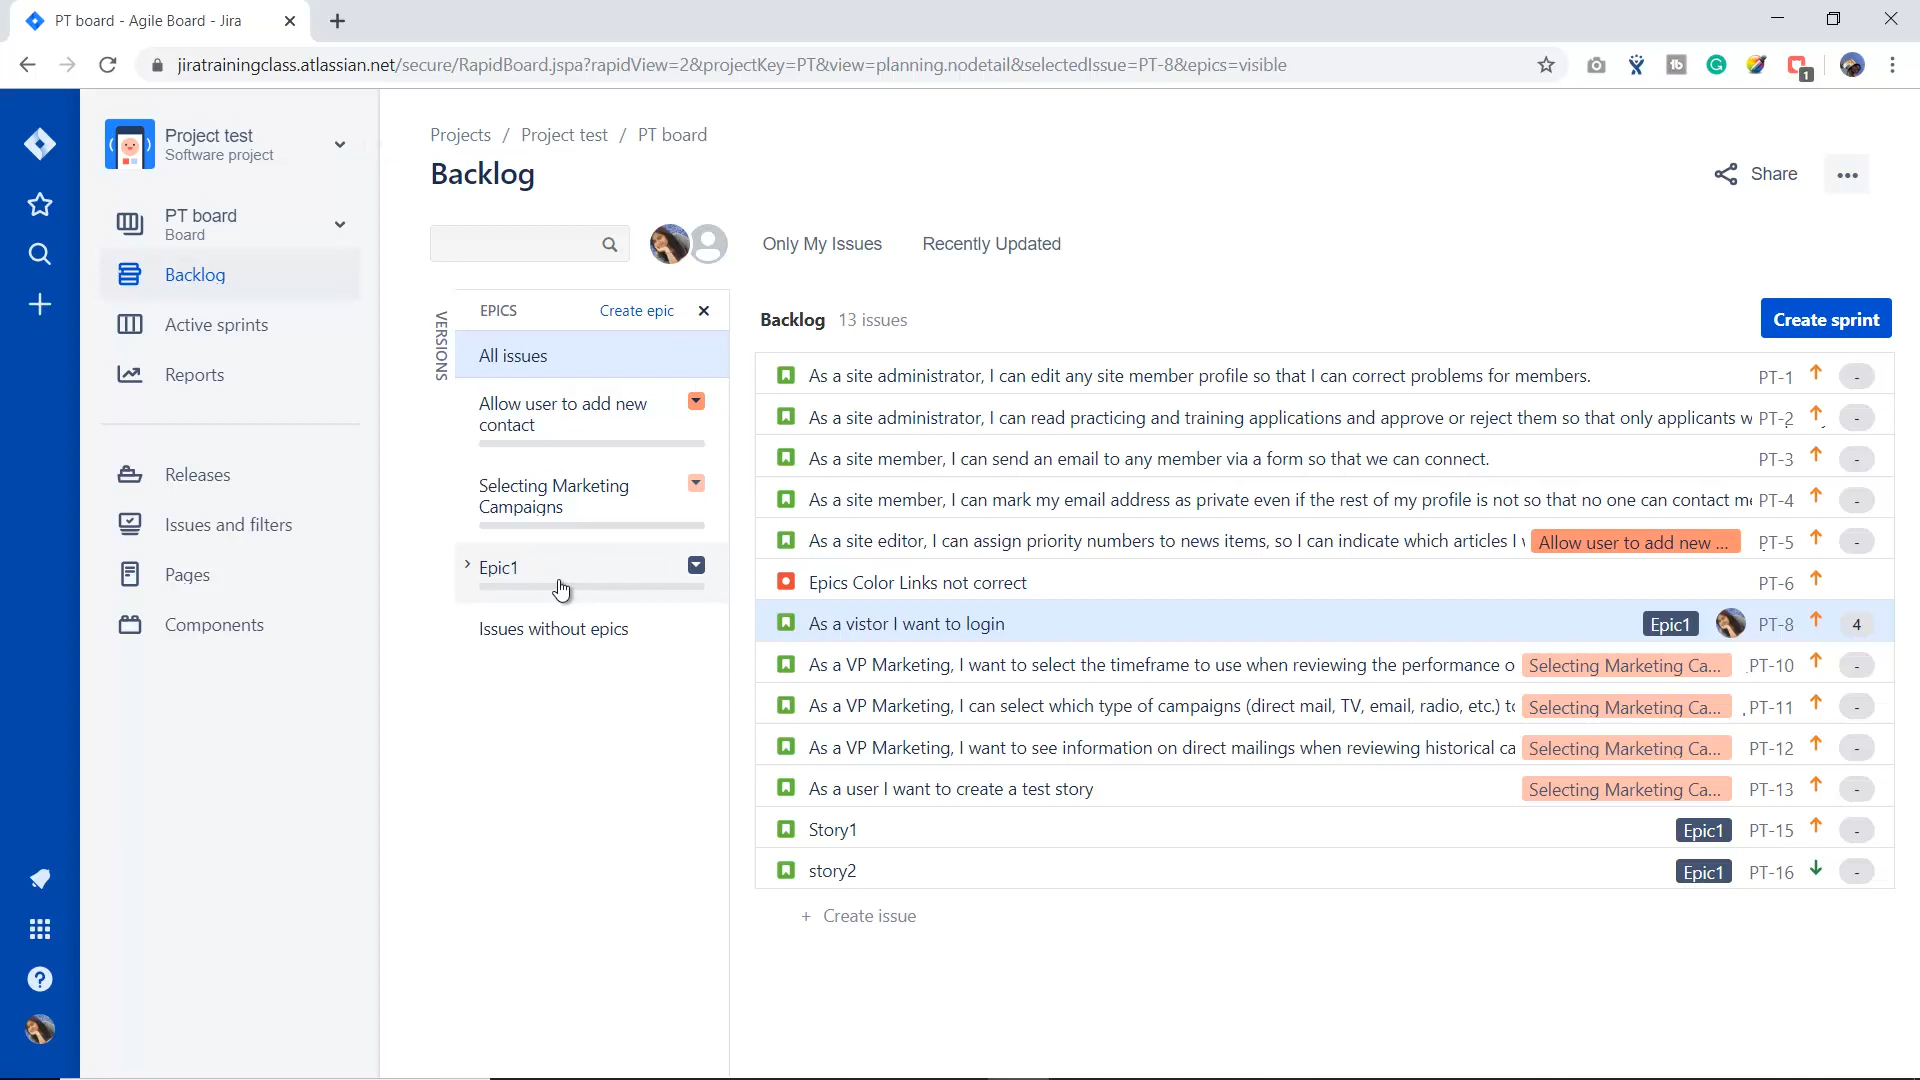 PT board - Agile Board - Jira
jiratrainingclass.atlassian.net/secure/RapidBoard.jspa?rapidView=2&projectKey=PT&view=planning.nodetail&selectedIssue=PT-8&epics=visible
1
Project test
Software project
PT board
Board
Backlog
Active sprints
Reports
Releases
Issues and filters
Pages
Components
Projects / Project test / PT board
Backlog
Share
Only My Issues
Recently Updated
VERSIONS
EPICS
Create epic
All issues
Allow user to add new
contact
Selecting Marketing
Campaigns
Epic1
Issues without epics
Backlog 13 issues
Create sprint
As a site administrator, I can edit any site member profile so that I can correct problems for members. PT-1 -
As a site administrator, I can read practicing and training applications and approve or reject them so that only applicants w PT-2 -
As a site member, I can send an email to any member via a form so that we can connect. PT-3 -
As a site member, I can mark my email address as private even if the rest of my profile is not so that no one can contact me PT-4 -
As a site editor, I can assign priority numbers to news items, so I can indicate which articles I Allow user to add new ... PT-5 -
Epics Color Links not correct PT-6
As a vistor I want to login Epic1 PT-8 4
As a VP Marketing, I want to select the timeframe to use when reviewing the performance o Selecting Marketing Ca... PT-10 -
As a VP Marketing, I can select which type of campaigns (direct mail, TV, email, radio, etc.) to Selecting Marketing Ca... PT-11 -
As a VP Marketing, I want to see information on direct mailings when reviewing historical ca Selecting Marketing Ca... PT-12 -
As a user I want to create a test story Selecting Marketing Ca... PT-13 -
Story1 Epic1 PT-15 -
story2 Epic1 PT-16 -
+ Create issue